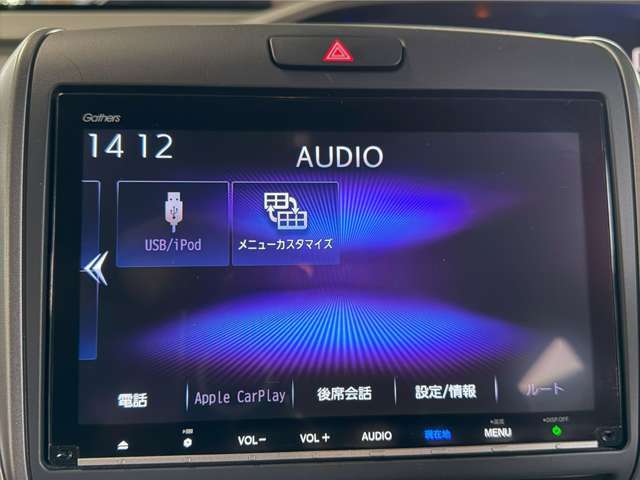 Gathers
14 12
AUDIO
USB/iPod
メニューカスタマイズ
電話
Apple CarPlay
後席会話
設定/情報
ルート
VOL−
VOL+
AUDIO
現在地
MENU
DISP.OFF